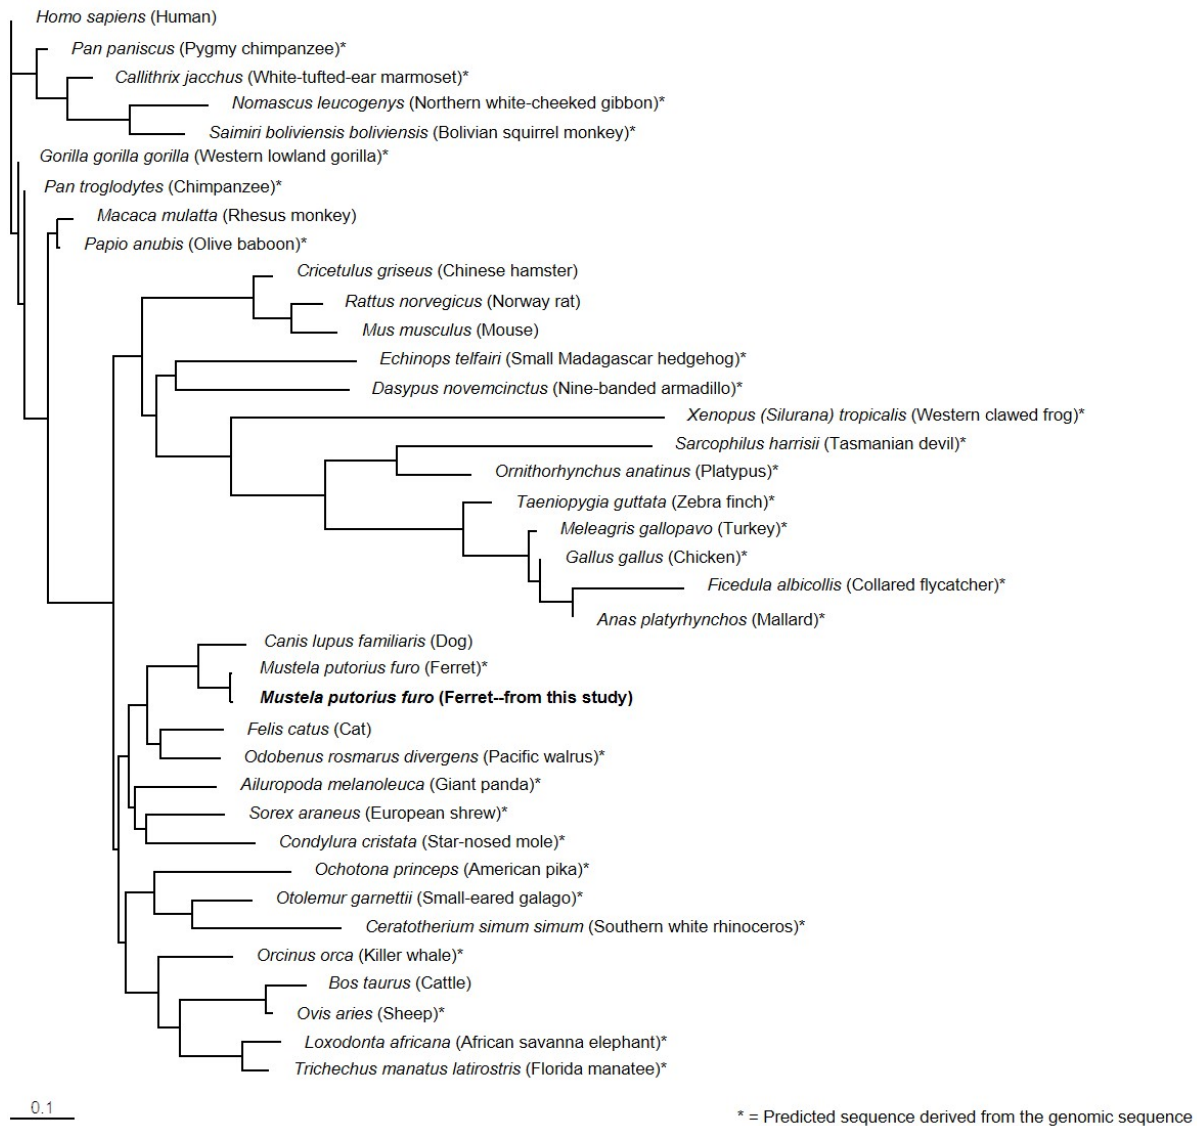 Homo sapiens (Human)
Pan paniscus (Pygmy chimpanzee)*
Callithrix jacchus (White-tufted-ear marmoset)*
Nomascus leucogenys (Northern white-cheeked gibbon)*
Saimiri boliviensis boliviensis (Bolivian squirrel monkey)*
Gorilla gorilla gorilla (Western lowland gorilla)*
Pan troglodytes (Chimpanzee)*
Macaca mulatta (Rhesus monkey)
Papio anubis (Olive baboon)*
Cricetulus griseus (Chinese hamster)
Rattus norvegicus (Norway rat)
Mus musculus (Mouse)
Echinops telfairi (Small Madagascar hedgehog)*
Dasypus novemcinctus (Nine-banded armadillo)*
Xenopus (Silurana) tropicalis (Western clawed frog)*
Sarcophilus harrisii (Tasmanian devil)*
Ornithorhynchus anatinus (Platypus)*
Taeniopygia guttata (Zebra finch)*
Meleagris gallopavo (Turkey)*
Gallus gallus (Chicken)*
Ficedula albicollis (Collared flycatcher)*
Anas platyrhynchos (Mallard)*
Canis lupus familiaris (Dog)
Mustela putorius furo (Ferret)*
Mustela putorius furo (Ferret--from this study)
Felis catus (Cat)
Odobenus rosmarus divergens (Pacific walrus)*
Ailuropoda melanoleuca (Giant panda)*
Sorex araneus (European shrew)*
Condylura cristata (Star-nosed mole)*
Ochotona princeps (American pika)*
Otolemur garnettii (Small-eared galago)*
Ceratotherium simum simum (Southern white rhinoceros)*
Orcinus orca (Killer whale)*
Bos taurus (Cattle)
Ovis aries (Sheep)*
Loxodonta africana (African savanna elephant)*
Trichechus manatus latirostris (Florida manatee)*
0.1
* = Predicted sequence derived from the genomic sequence